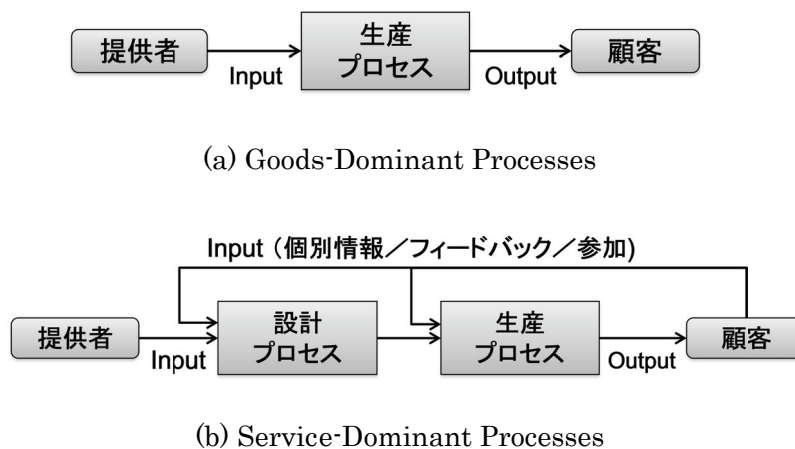 提供者
Input
生産
プロセス
Output
顧客
(a) Goods-Dominant Processes
Input（個別情報／フィードバック／参加)
提供者
Input
設計
プロセス
生産
プロセス
Output
顧客
(b) Service-Dominant Processes